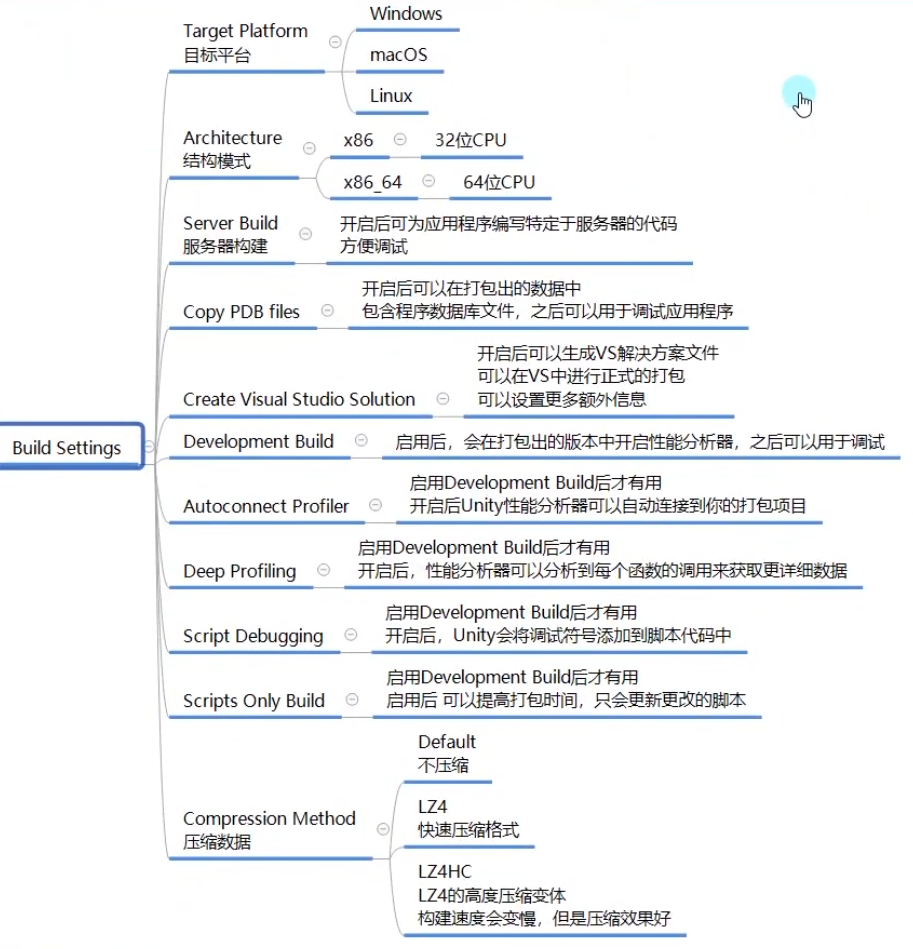 Build Settings
Target Platform
目标平台
Windows
macOS
Linux
Architecture
结构模式
x86
32位CPU
x86_64
64位CPU
Server Build
服务器构建
开启后可为应用程序编写特定于服务器的代码
方便调试
Copy PDB files
开启后可以在打包出的数据中
包含程序数据库文件，之后可以用于调试应用程序
Create Visual Studio Solution
开启后可以生成VS解决方案文件
可以在VS中进行正式的打包
可以设置更多额外信息
Development Build
启用后，会在打包出的版本中开启性能分析器，之后可以用于调试
Autoconnect Profiler
启用Development Build后才有用
开启后Unity性能分析器可以自动连接到你的打包项目
Deep Profiling
启用Development Build后才有用
开启后，性能分析器可以分析到每个函数的调用来获取更详细数据
Script Debugging
启用Development Build后才有用
开启后，Unity会将调试符号添加到脚本代码中
Scripts Only Build
启用Development Build后才有用
启用后 可以提高打包时间，只会更新更改的脚本
Compression Method
压缩数据
Default
不压缩
LZ4
快速压缩格式
LZ4HC
LZ4的高度压缩变体
构建速度会变慢，但是压缩效果好